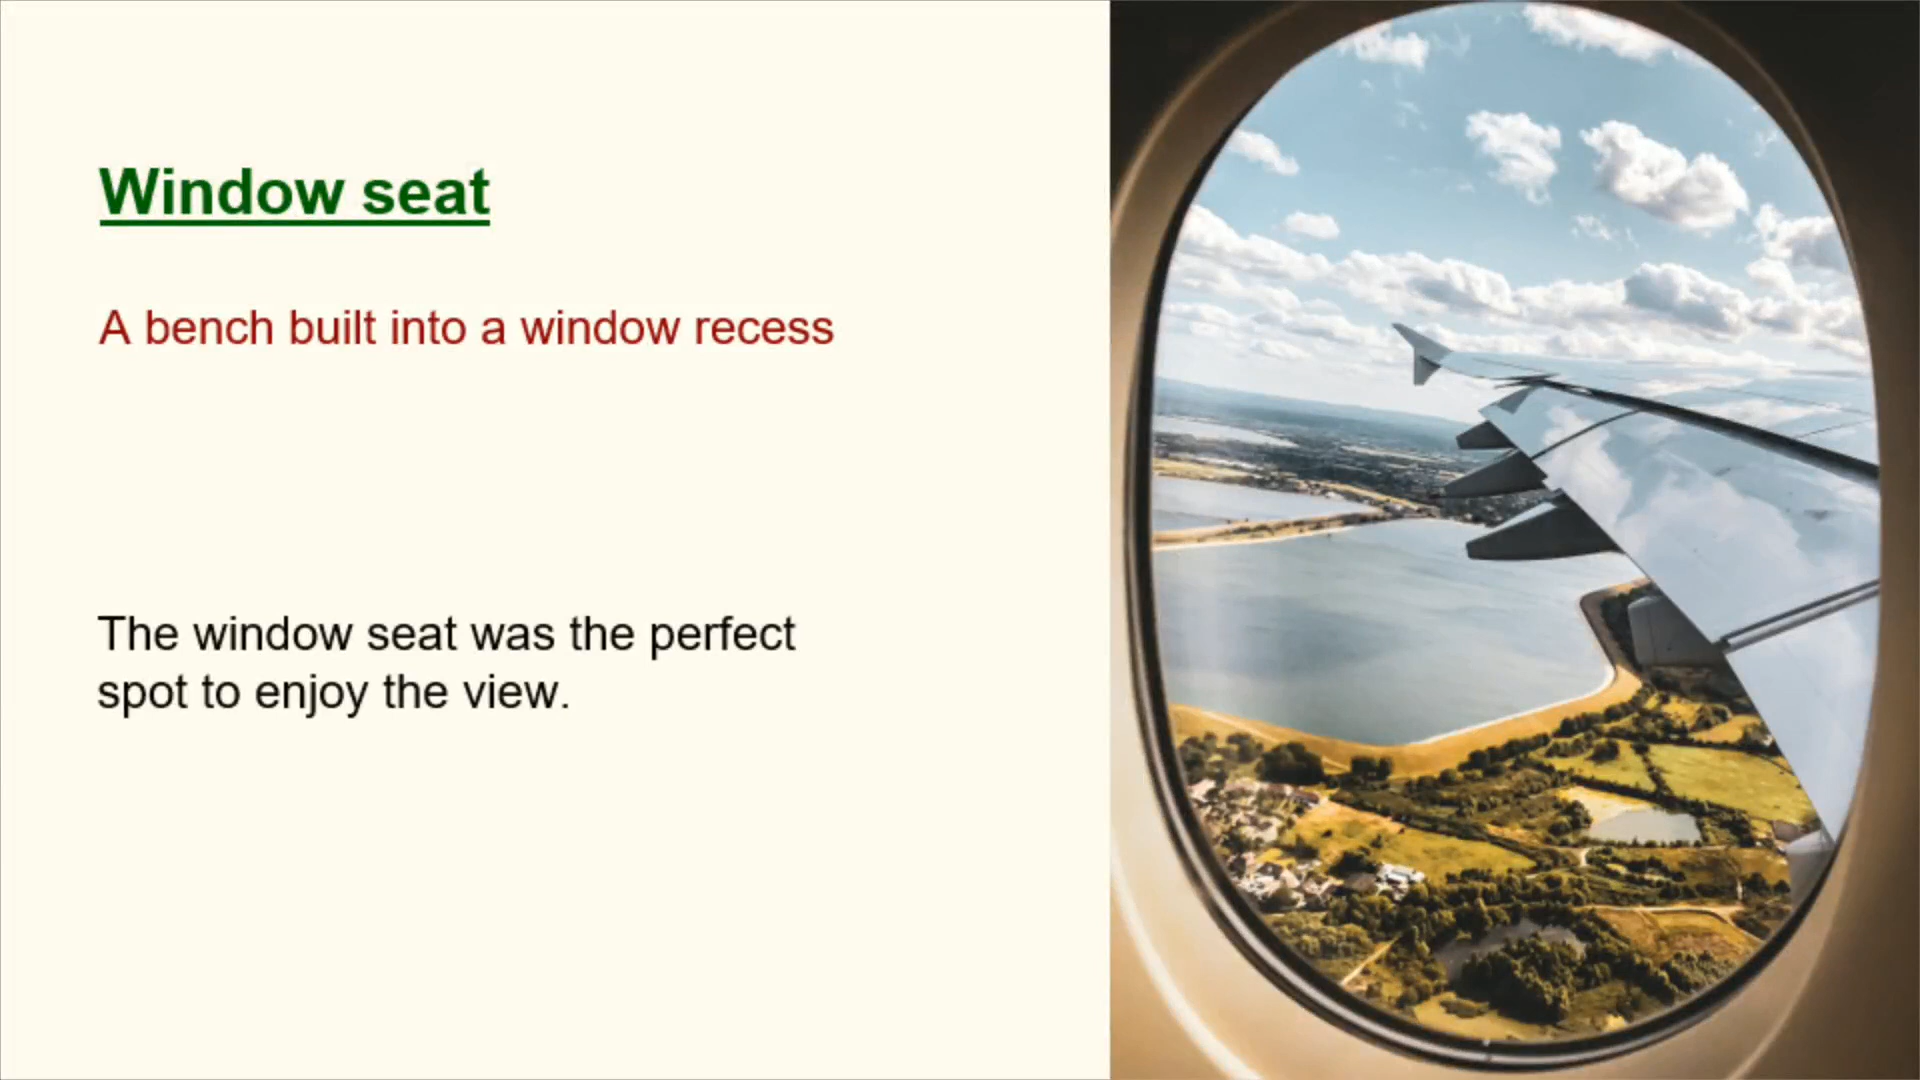 Window seat
A bench built into a window recess
The window seat was the perfect
spot to enjoy the view.